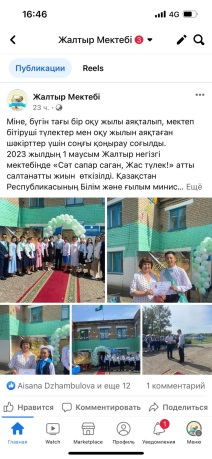 16:46
4G
Жалтыр Мектебі 3
Публикации
Reels
Жалтыр Мектебі
23 ч.
Міне, бүгін тағы бір оқу жылы аяқталып, мектеп
бітіруші түлектер мен оқу жылын аяқтаған
шәкірттер үшін соңғы қоңырау соғылды.
2023 жылдың 1 маусым Жалтыр негізгі
мектебінде «Сәт сапар саған, Жас түлек!» атты
салтанатты жиын өткізілді. Қазақстан
Республикасының Білім және ғылым минис... Ещё
Aisana Dzhambulova и еще 12
1 комментарий
Нравится
Комментировать
Поделиться
1
Главная
Watch
Marketplace
Профиль
Уведомления
Меню